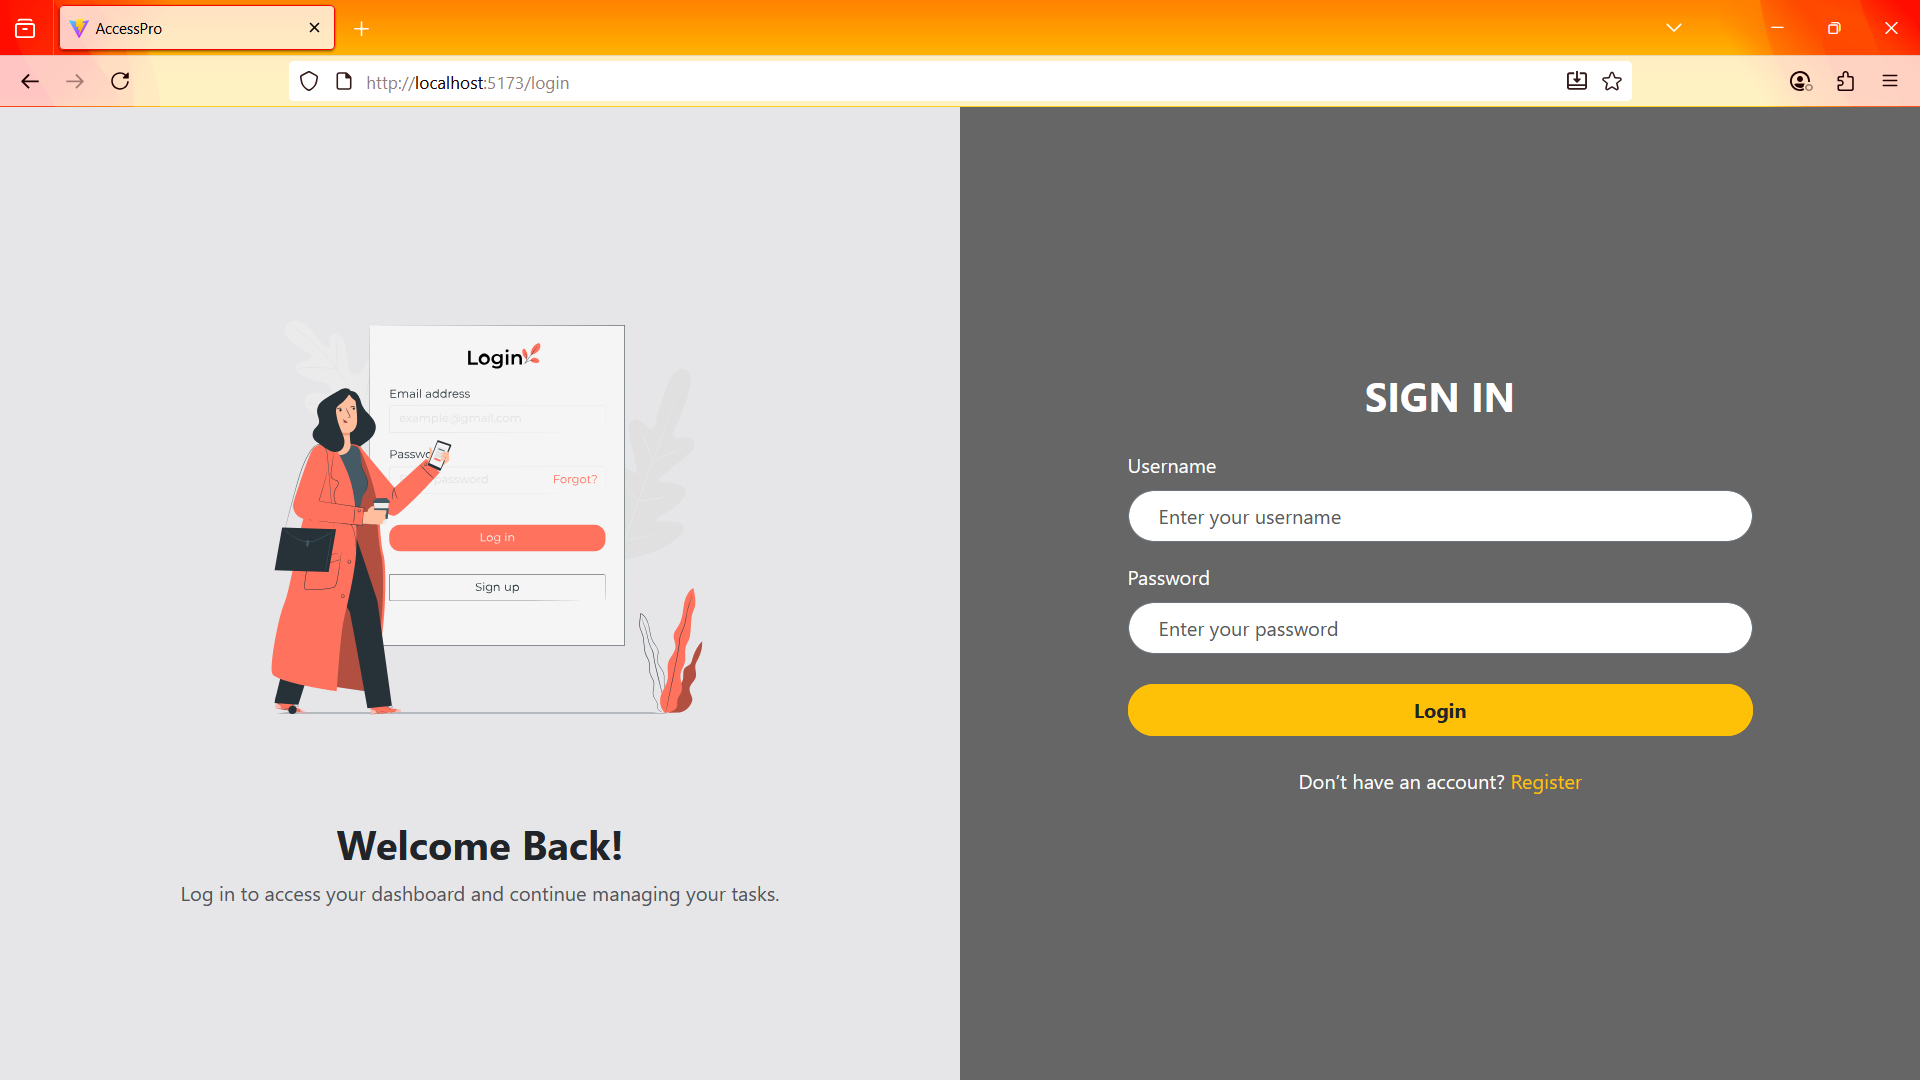 AccessPro
http://localhost:5173/login
Login
Email address
example@gmail.com
Passwo
password
Forgot?
Log in
Sign up
Welcome Back!
Log in to access your dashboard and continue managing your tasks.
SIGN IN
Username
Enter your username
Password
Enter your password
Login
Don’t have an account? Register